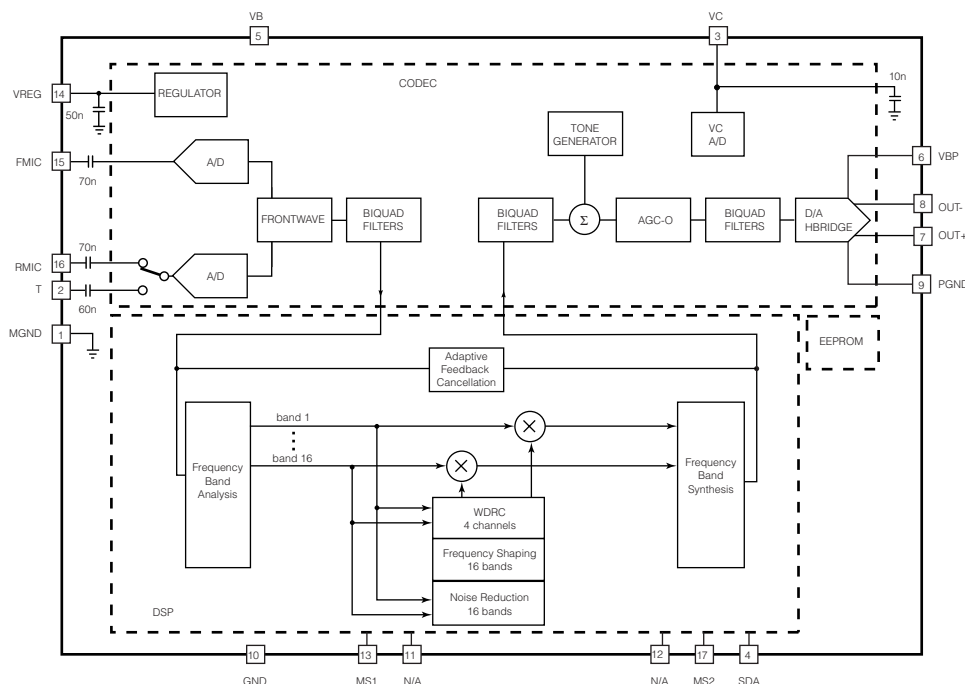 VB
VC
5
3
CODEC
10n
VREG
14
REGULATOR
50n
TONE
GENERATOR
VC
A/D
FMIC
15
70n
A/D
6
VBP
FRONTWAVE
BIQUAD
FILTERS
BIQUAD
FILTERS
Σ
AGC-O
BIQUAD
FILTERS
D/A
HBRIDGE
8
OUT-
7
OUT+
RMIC
16
70n
A/D
T
2
60n
9
PGND
MGND
1
EEPROM
Adaptive
Feedback
Cancellation
band 1
band 16
Frequency
Band
Analysis
Frequency
Band
Synthesis
WDRC
4 channels
Frequency Shaping
16 bands
Noise Reduction
16 bands
DSP
10
13
11
12
17
4
GND
MS1
N/A
N/A
MS2
SDA